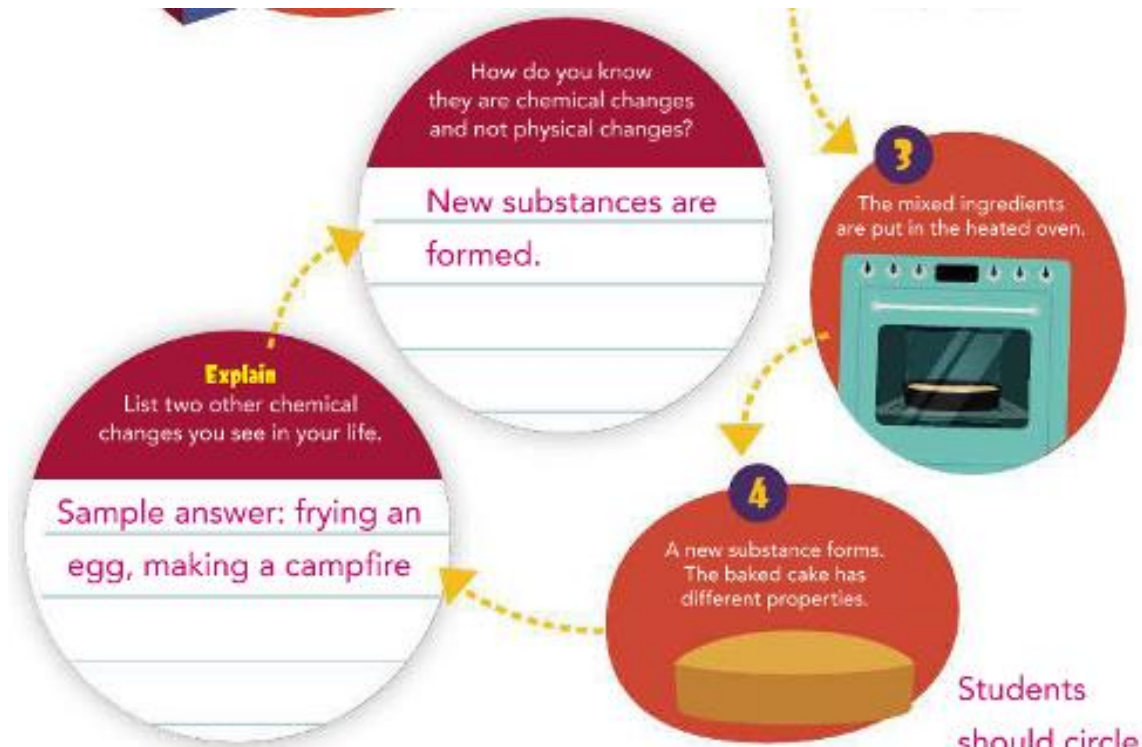 How do you know
they are chemical changes
and not physical changes?
New substances are
formed.
3
The mixed ingredients
are put in the heated oven.
4
A new substance forms.
The baked cake has
different properties.
Explain
List two other chemical
changes you see in your life.
Sample answer: frying an
egg, making a campfire
Students
should circle